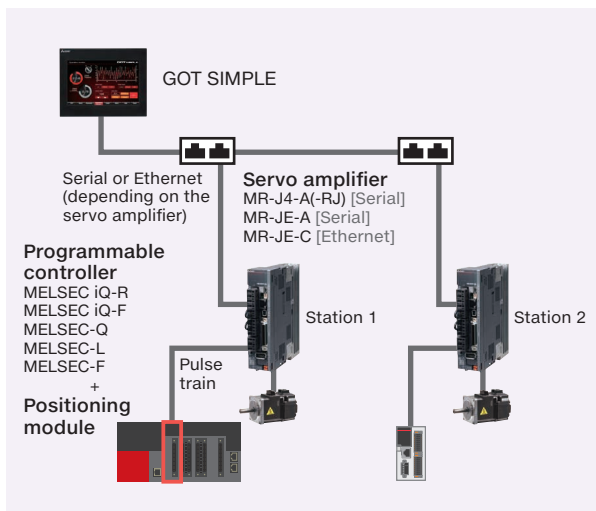 GOT SIMPLE
Serial or Ethernet
(depending on the
servo amplifier)
Servo amplifier
MR-J4-A(-RJ) [Serial]
MR-JE-A [Serial]
MR-JE-C [Ethernet]
Programmable
controller
MELSEC iQ-R
MELSEC iQ-F
MELSEC-Q
MELSEC-L
MELSEC-F
+
Positioning
module
Pulse
train
Station 1
Station 2